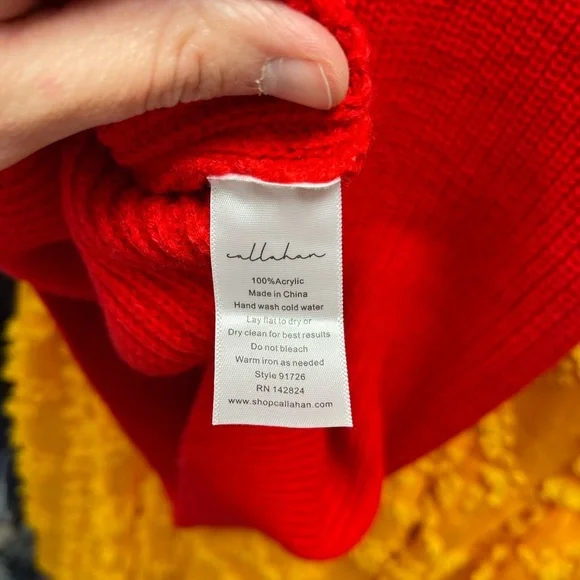 callahan
100%Acrylic
Made in China
Hand wash cold water
Lay flat to dry or
Dry clean for best results
Do not bleach
Warm iron as needed
Style 91726
RN 142824
www.shopcallahan.com